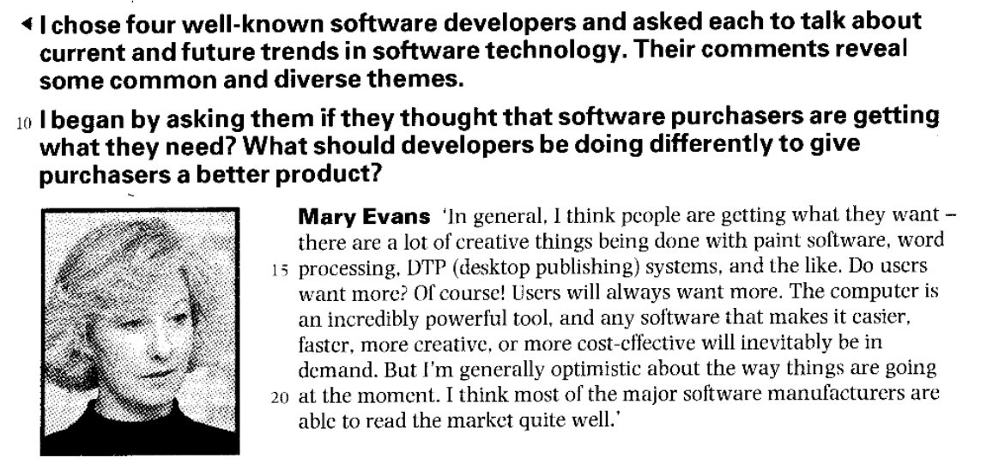 I chose four well-known software developers and asked each to talk about
current and future trends in software technology. Their comments reveal
some common and diverse themes.
10 I began by asking them if they thought that software purchasers are getting
what they need? What should developers be doing differently to give
purchasers a better product?
Mary Evans 'In general, I think people are getting what they want –
there are a lot of creative things being done with paint software, word
15 processing, DTP (desktop publishing) systems, and the like. Do users
want more? Of course! Users will always want more. The computer is
an incredibly powerful tool, and any software that makes it easier,
faster, more creative, or more cost-effective will inevitably be in
demand. But I'm generally optimistic about the way things are going
20 at the moment. I think most of the major software manufacturers are
able to read the market quite well.'